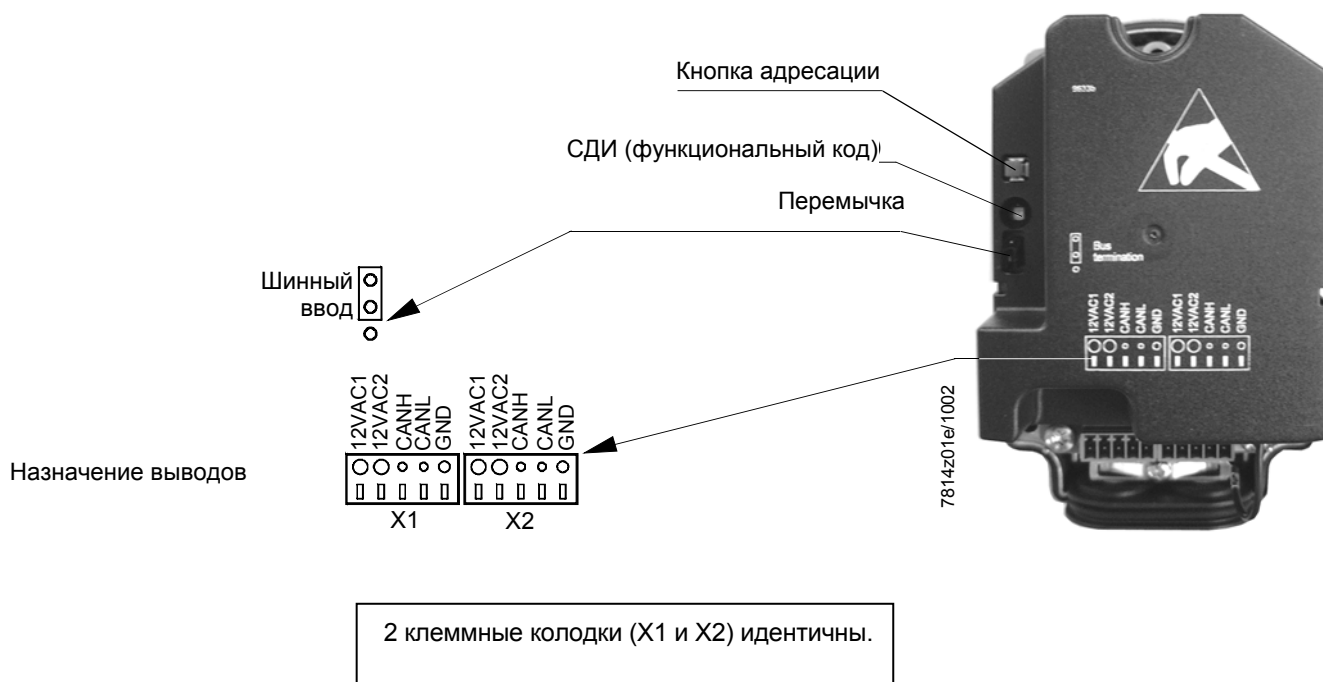 Кнопка адресации
СДИ (функциональный код)
Перемычка
Шинный
ввод
Bus
termination
12VAC1
12VAC2
CANH
CANL
GND
12VAC1
12VAC2
CANH
CANL
GND
12VAC1
12VAC2
CANH
CANL
GND
12VAC1
12VAC2
CANH
CANL
GND
Назначение выводов
X1
X2
7814z01e/1002
2 клеммные колодки (X1 и X2) идентичны.